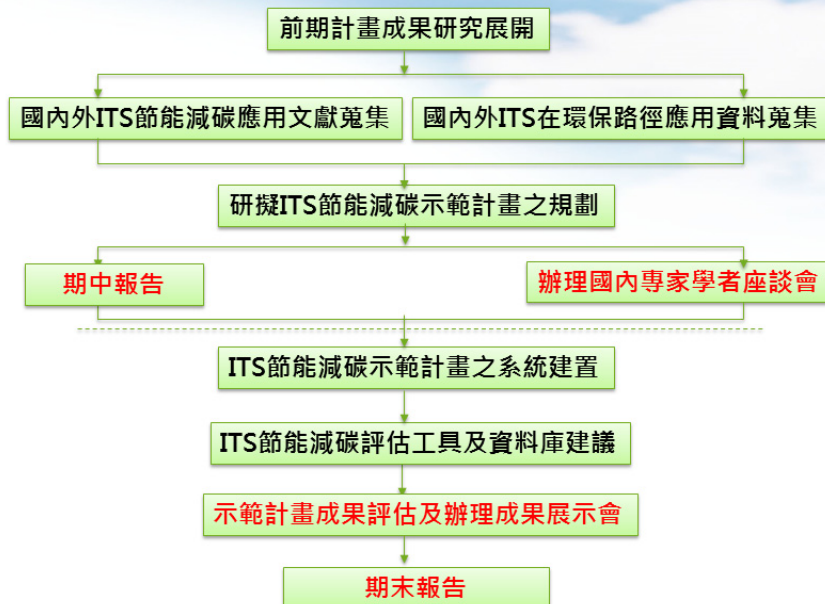 前期計畫成果研究展開
國內外ITS節能減碳應用文獻蒐集
國內外ITS在環保路徑應用資料蒐集
研擬ITS節能減碳示範計畫之規劃
期中報告
辦理國內專家學者座談會
ITS節能減碳示範計畫之系統建置
ITS節能減碳評估工具及資料庫建議
示範計畫成果評估及辦理成果展示會
期末報告